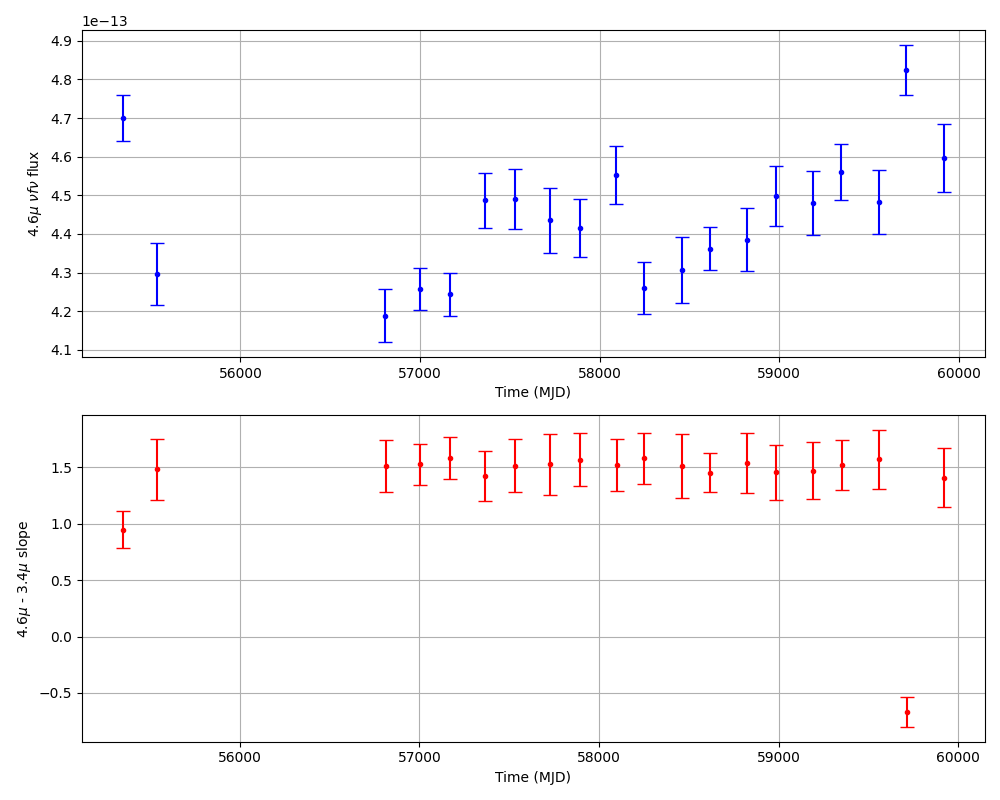 1e−13
4.9
4.8
4.7
4.6
4.5
4.4
4.3
4.2
4.1
4.6μ νfν flux
56000 57000 58000 59000 60000
Time (MJD)
1.5
1.0
0.5
0.0
−0.5
4.6μ - 3.4μ slope
56000 57000 58000 59000 60000
Time (MJD)